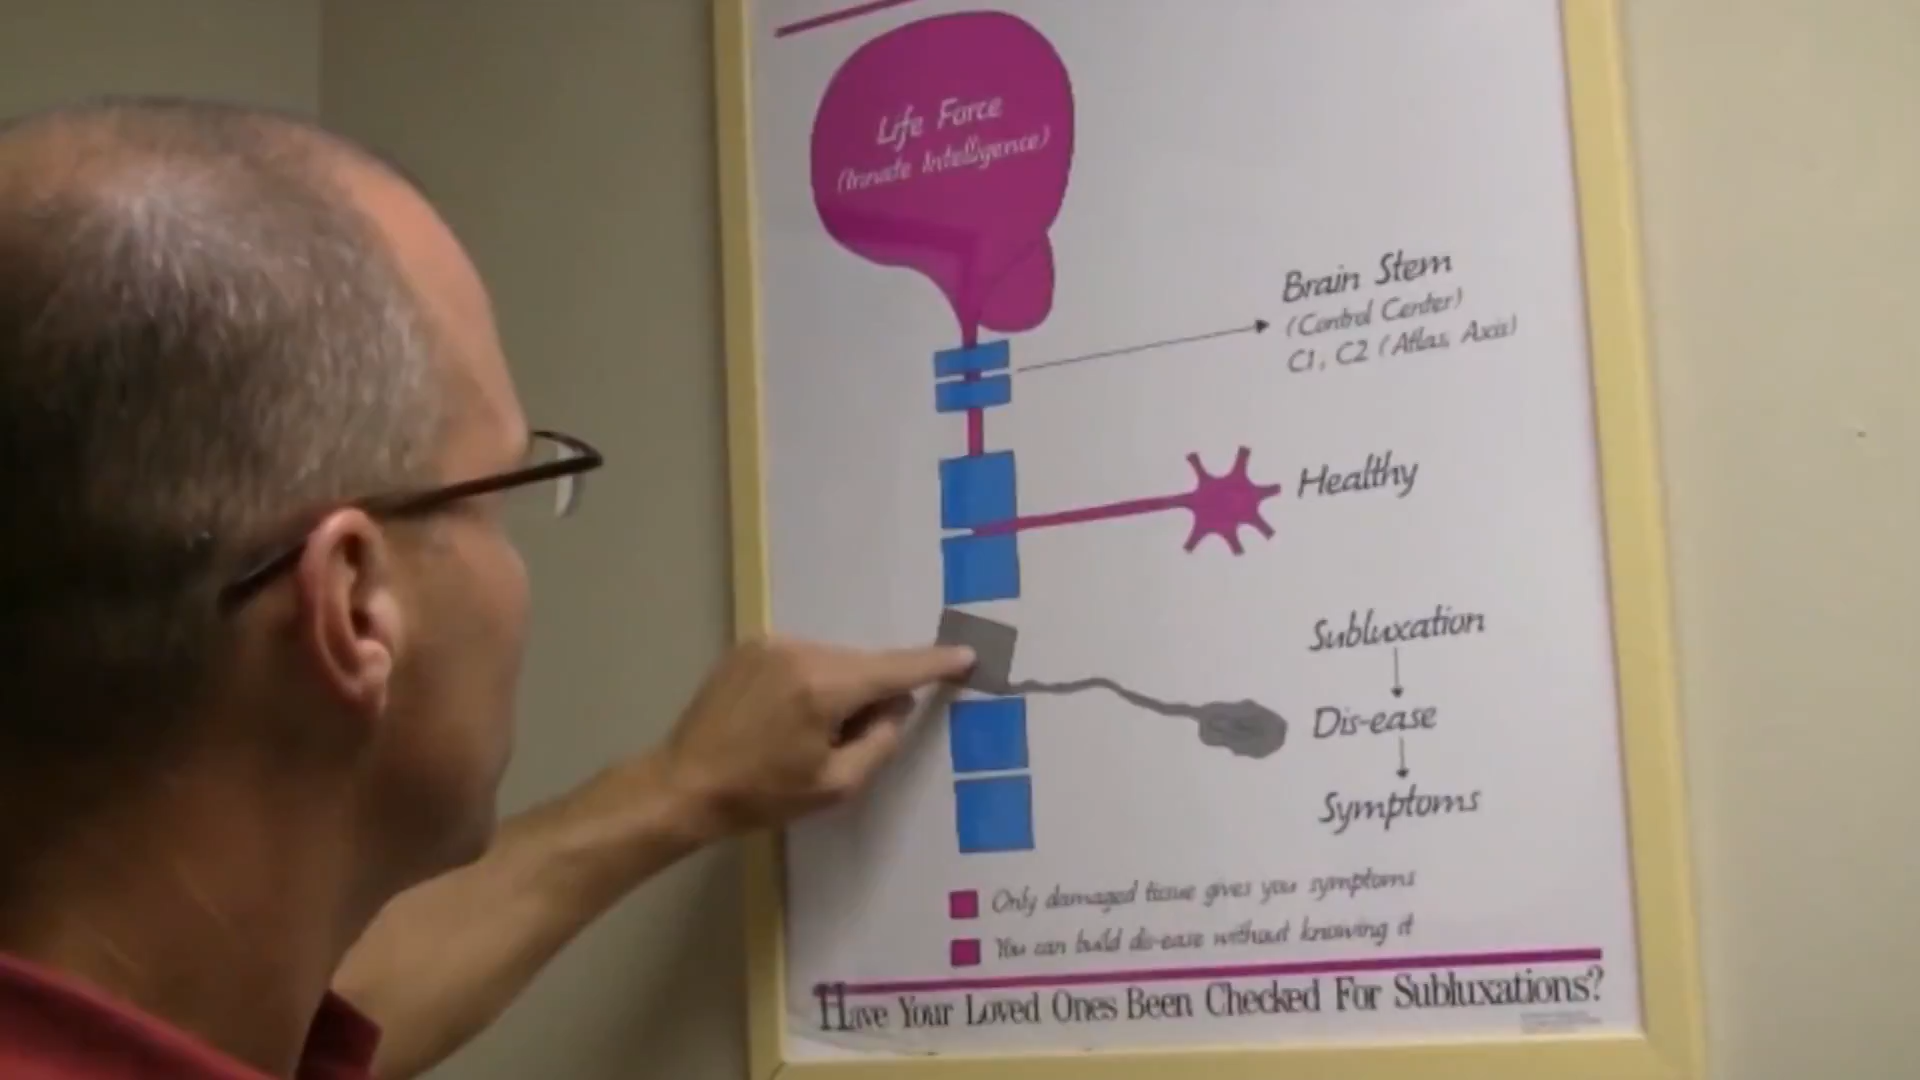 Life Force
(Innate Intelligence)
Brain Stem
(Control Center)
C1, C2 (Atlas, Axis)
Healthy
Subluxation
Dis-ease
Symptoms
Only damaged tissue gives you symptoms
You can build dis-ease without knowing it
Have Your Loved Ones Been Checked For Subluxations?